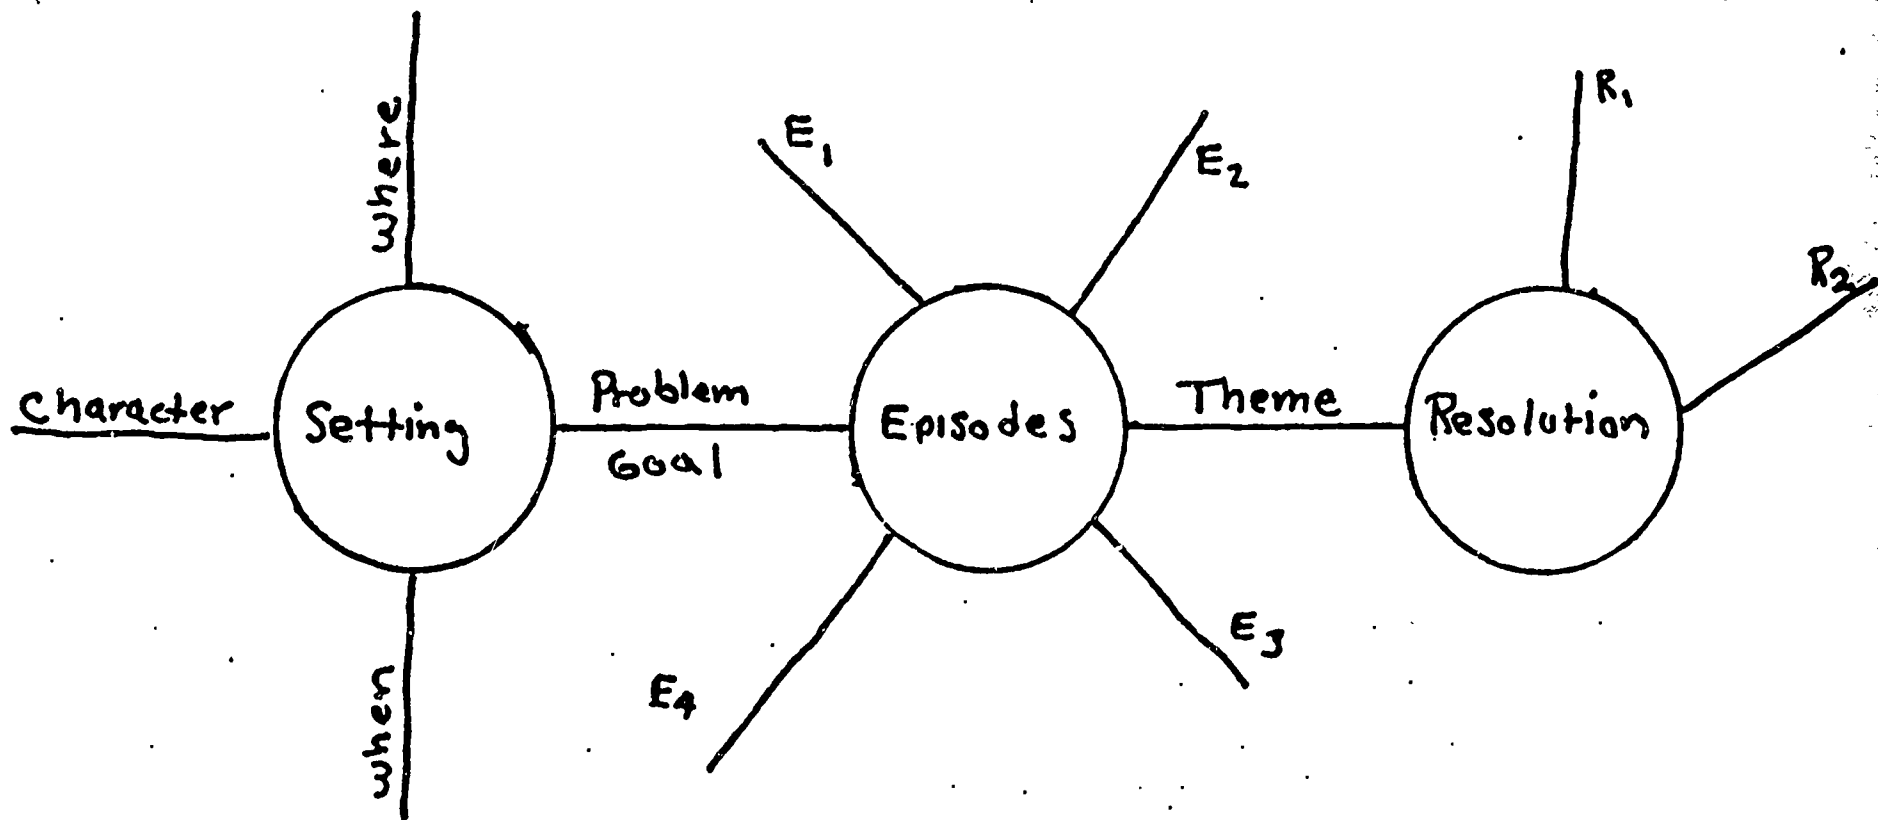 where
Character
Setting
when
Problem
Goal
E1
E2
Episodes
E3
E4
Theme
Resolution
R1
R2